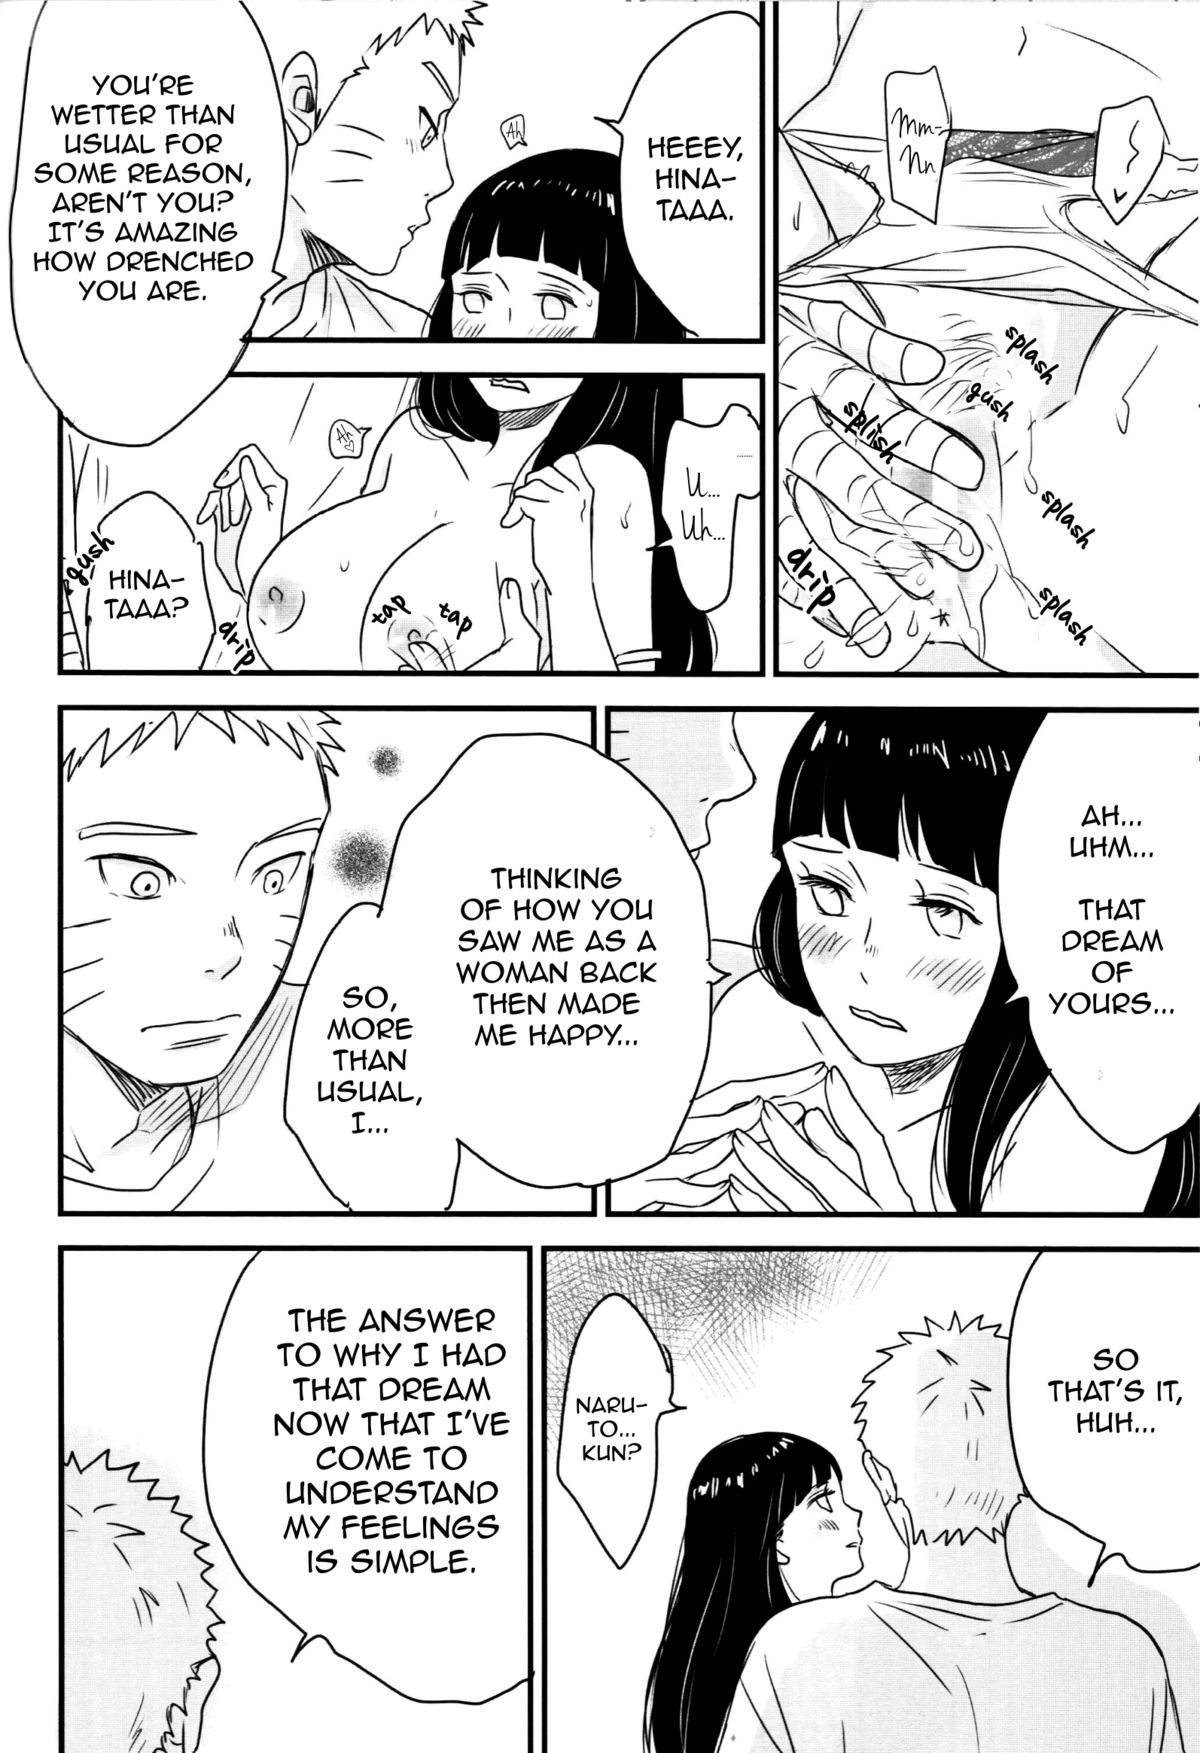 Mm-
Nn
splash
gush
splish
splash
drip
splash
HEEEY,
HINA-
TAAA.
Ah
YOU'RE
WETTER THAN
USUAL FOR
SOME REASON,
AREN'T YOU?
IT'S AMAZING
HOW DRENCHED
YOU ARE.
U...
Uh...
Ah
tap
tap
HINA-
TAAA?
gush
drip
AH...
UHM...
THAT
DREAM
OF
YOURS...
THINKING
OF HOW YOU
SAW ME AS A
WOMAN BACK
THEN MADE
ME HAPPY...
SO,
MORE
THAN
USUAL,
I...
SO
THAT'S IT,
HUH...
NARU-
TO...
KUN?
THE ANSWER
TO WHY I HAD
THAT DREAM
NOW THAT I'VE
COME TO
UNDERSTAND
MY FEELINGS
IS SIMPLE.